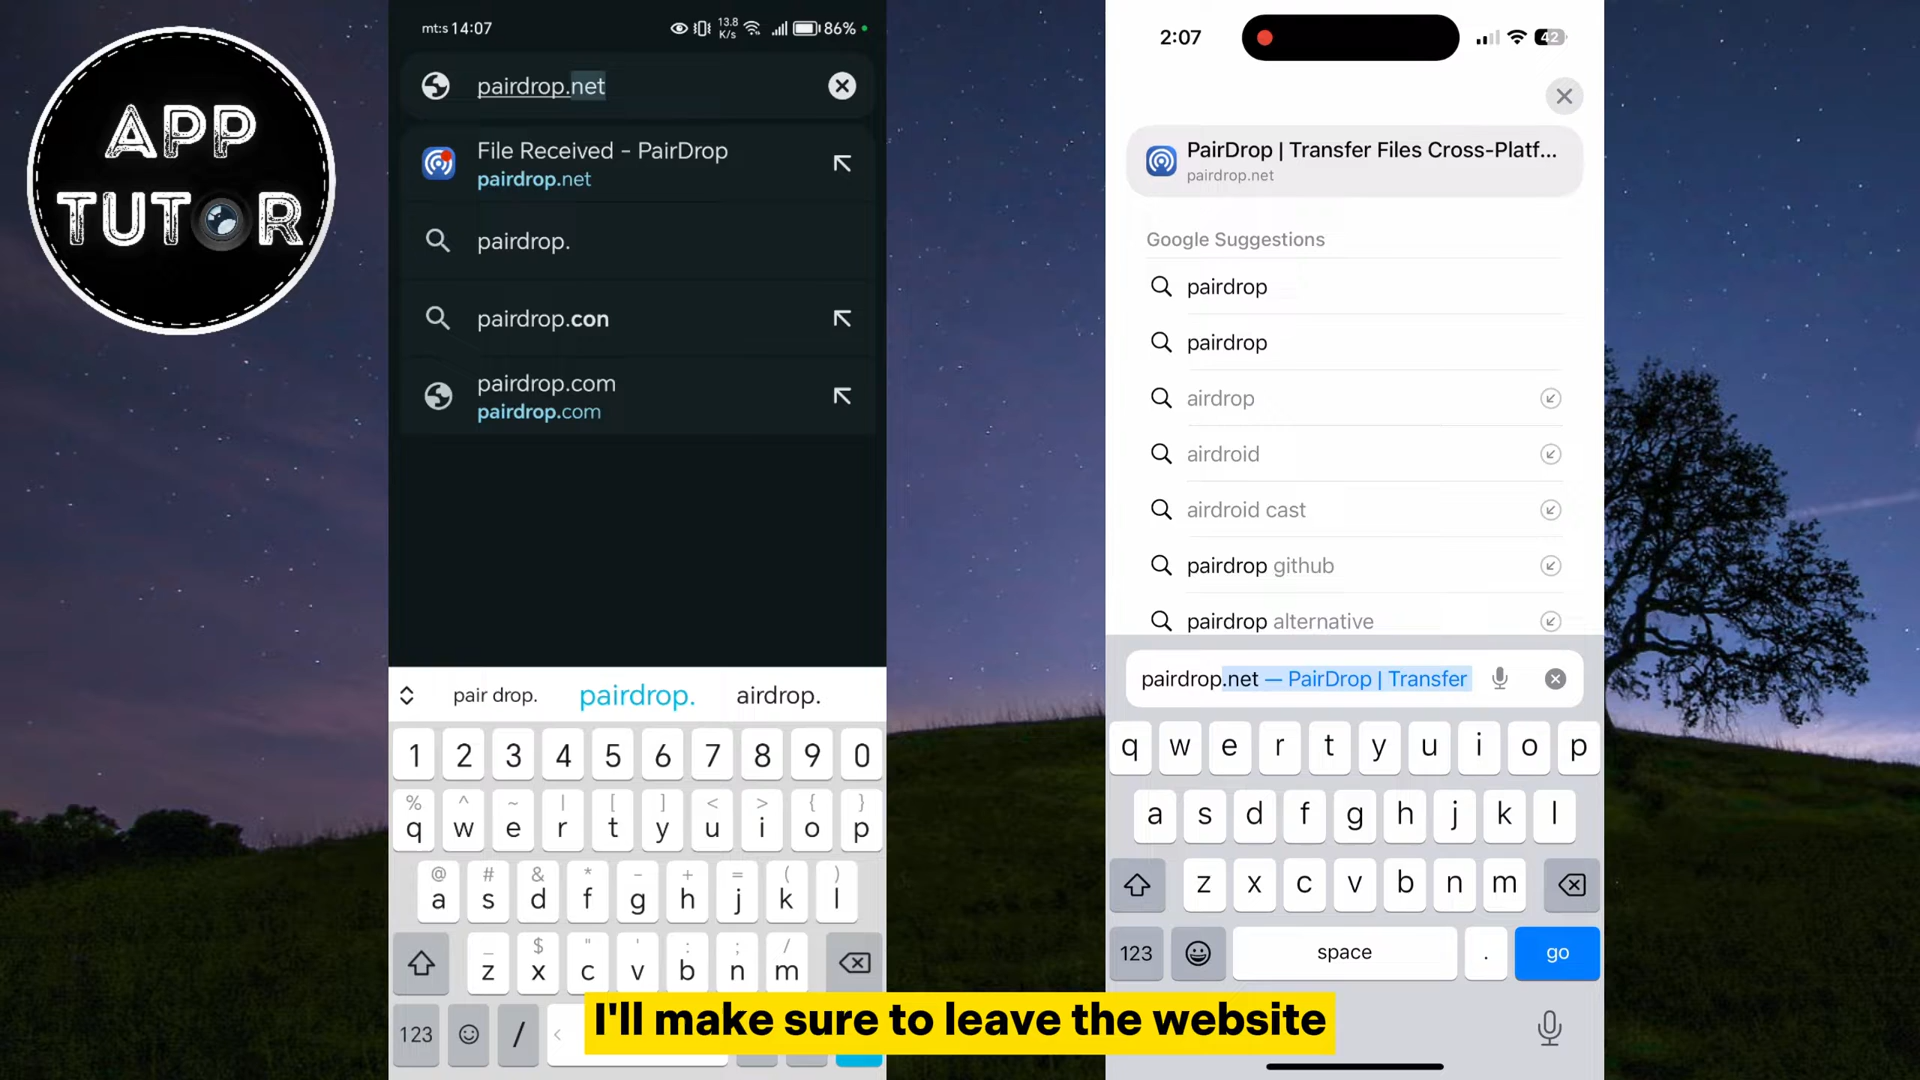 APP
TUTOR
mt:s 14:07
13.8
K/s
86%
pairdrop.net
File Received - PairDrop
pairdrop.net
pairdrop.
pairdrop.con
pairdrop.com
pairdrop.com
pair drop.
pairdrop.
airdrop.
1 2 3 4 5 6 7 8 9 0
% ^ ~ | [ ] < > { }
q w e r t y u i o p
@ # & * - + = ( )
a s d f g h j k l
_ $ " ' : ; /
z x c v b n m
123 /
2:07
42
PairDrop | Transfer Files Cross-Platf...
pairdrop.net
Google Suggestions
pairdrop
pairdrop
airdrop
airdroid
airdroid cast
pairdrop github
pairdrop alternative
pairdrop.net — PairDrop | Transfer
q w e r t y u i o p
a s d f g h j k l
z x c v b n m
123 space . go
I'll make sure to leave the website